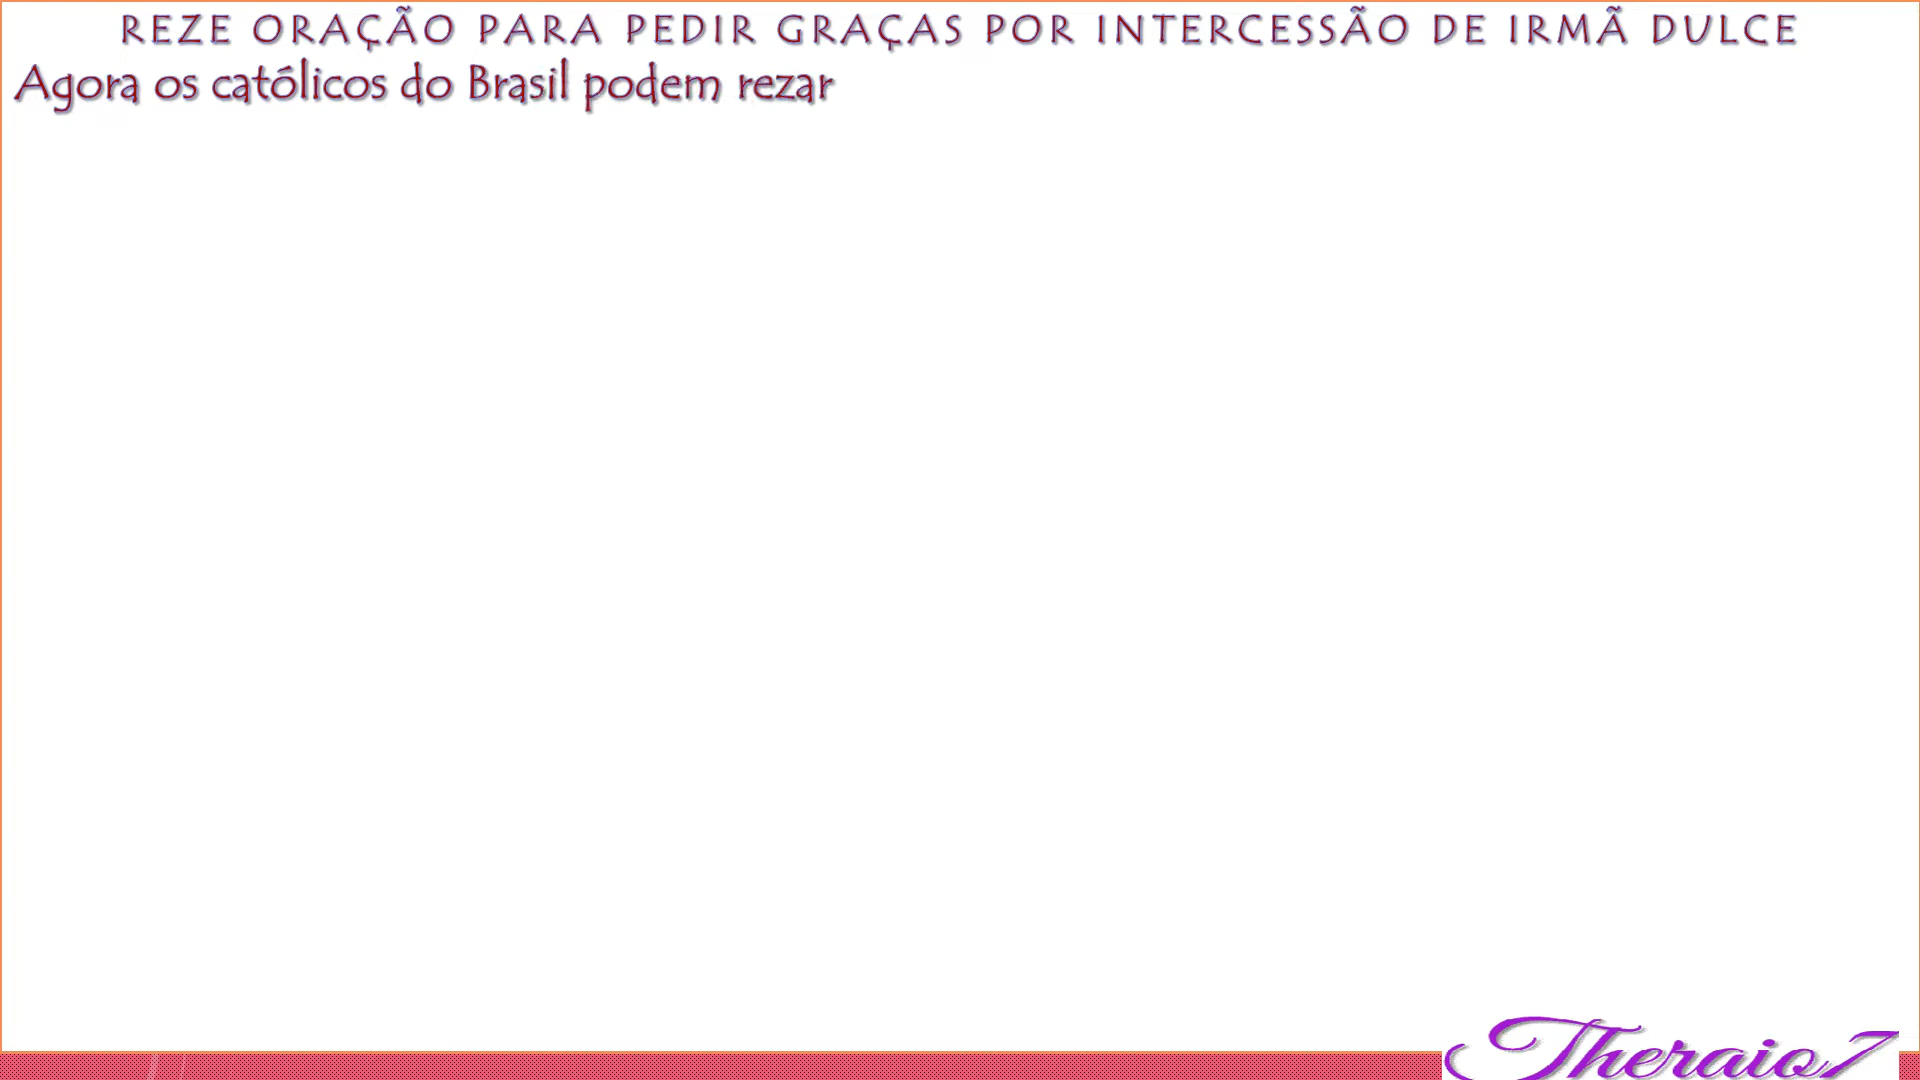 REZE ORAÇÃO PARA PEDIR GRAÇAS POR INTERCESSÃO DE IRMÃ DULCE
Agora os católicos do Brasil podem rezar
Theraio7